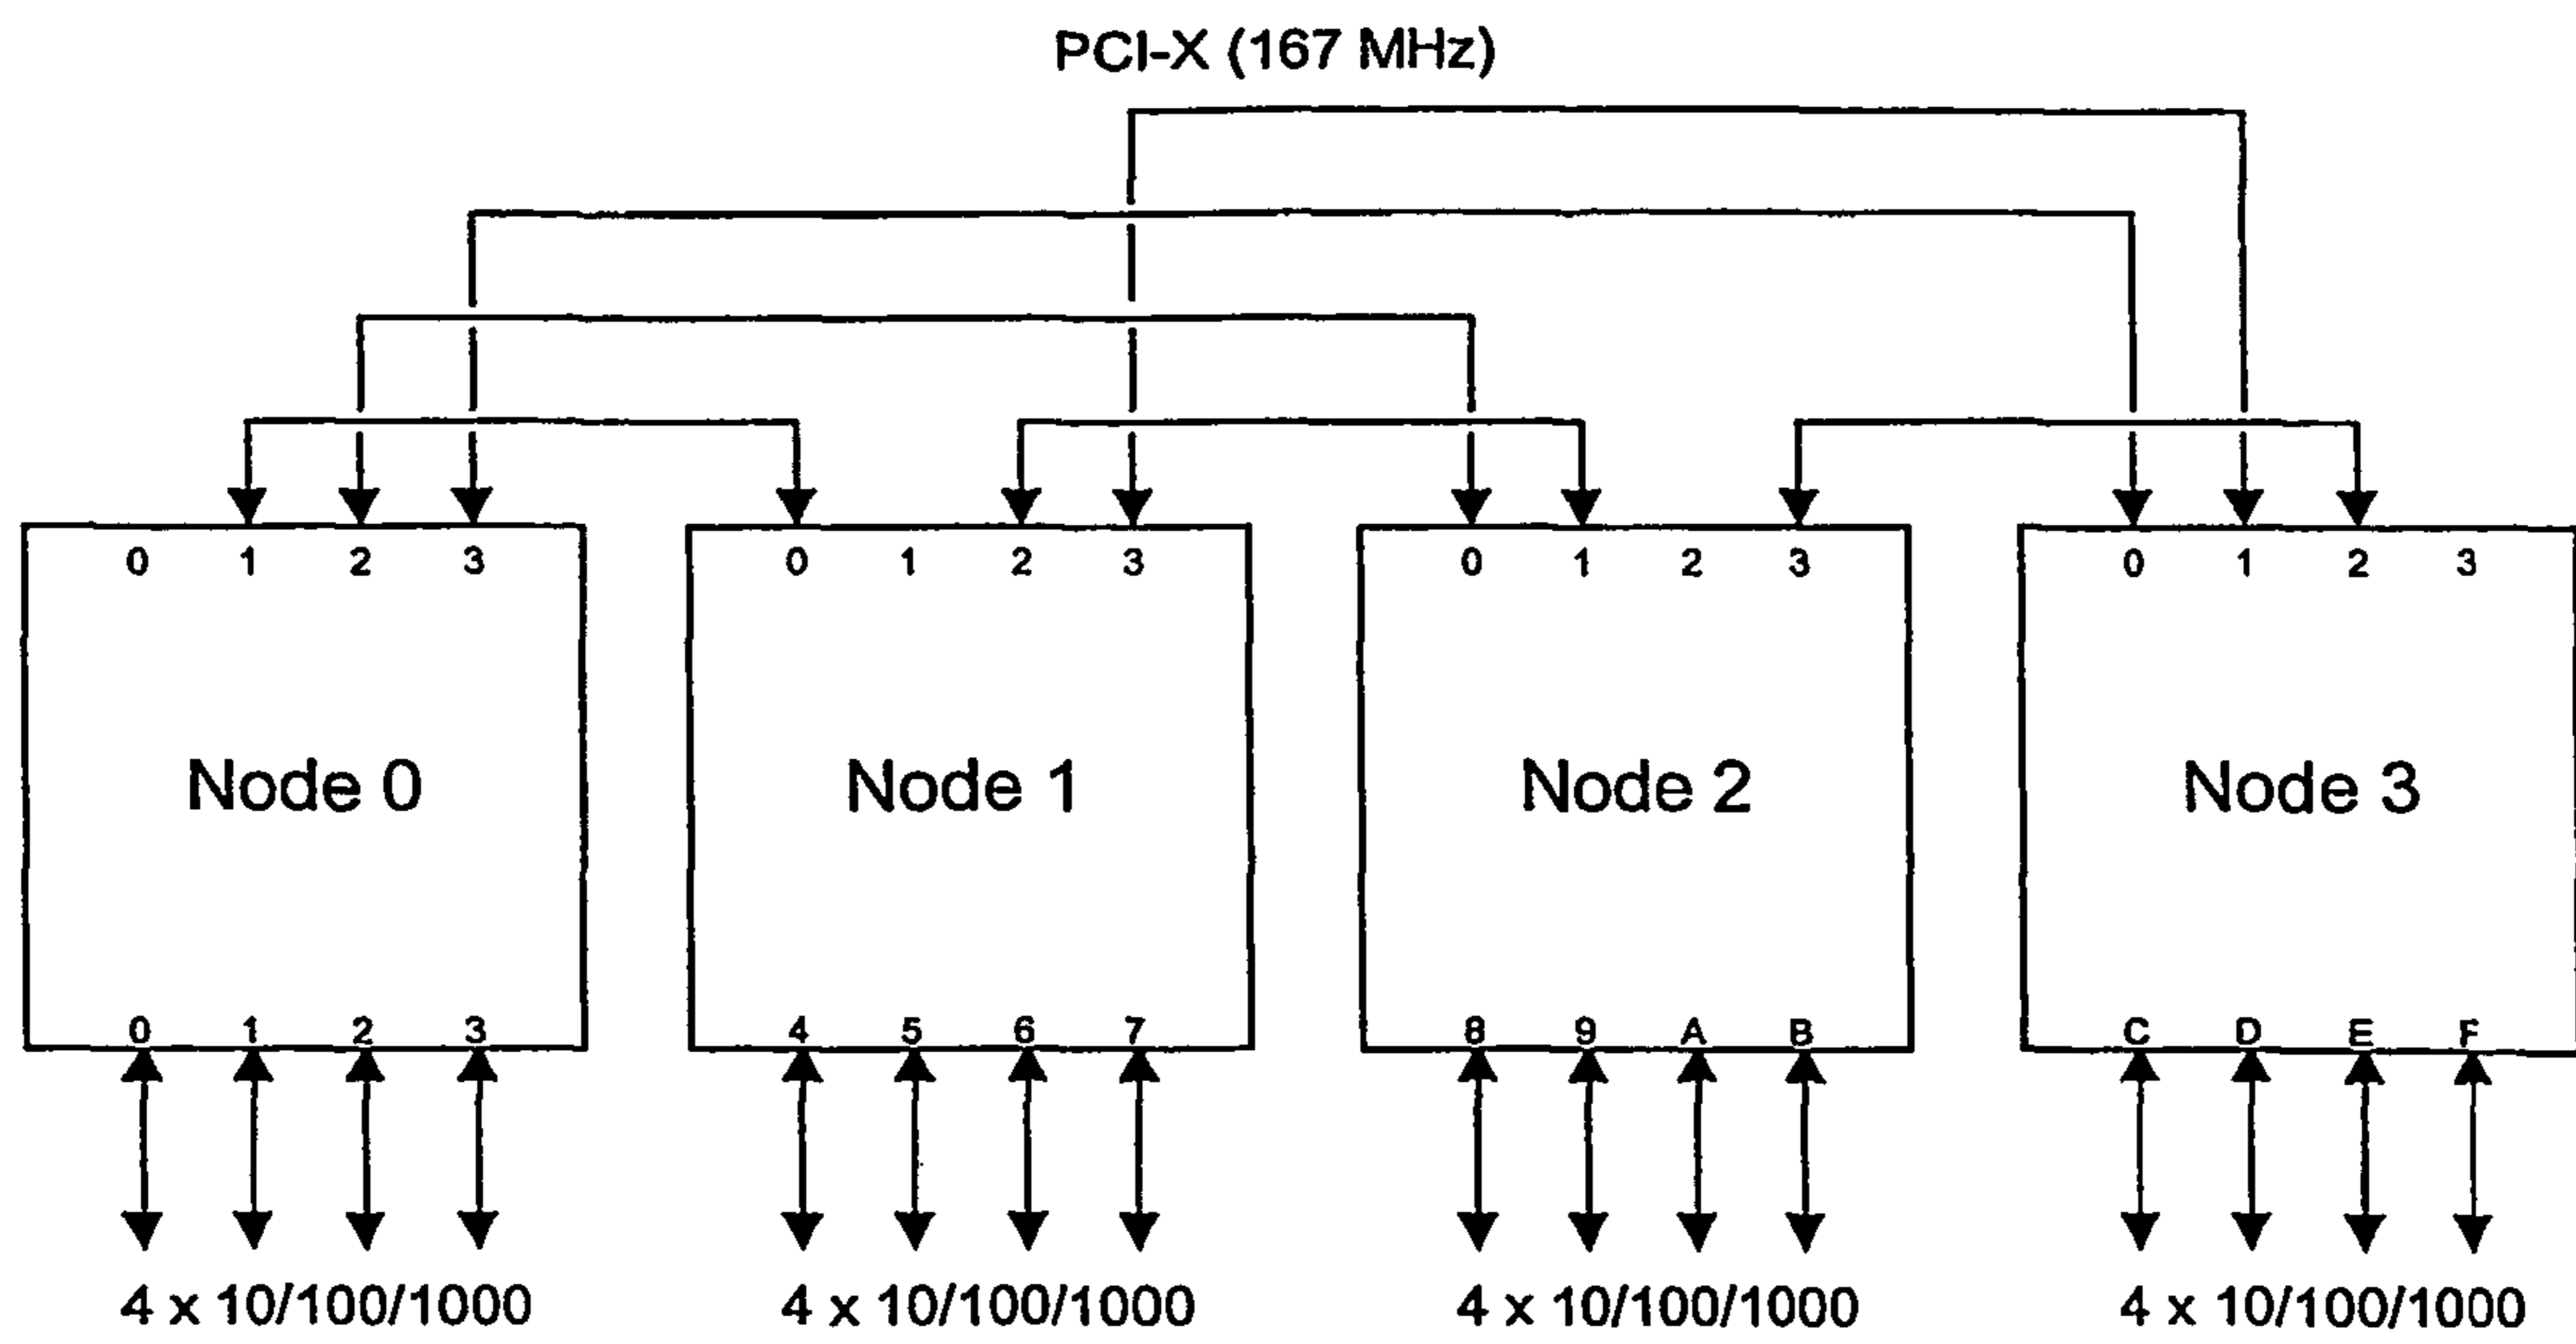 PCI-X (167 MHz)
0 1 2 3 0 1 2 3 0 1 2 3 0 1 2 3
Node 0 Node 1 Node 2 Node 3
0 1 2 3 4 5 6 7 8 9 A B C D E F
4 x 10/100/1000 4 x 10/100/1000 4 x 10/100/1000 4 x 10/100/1000